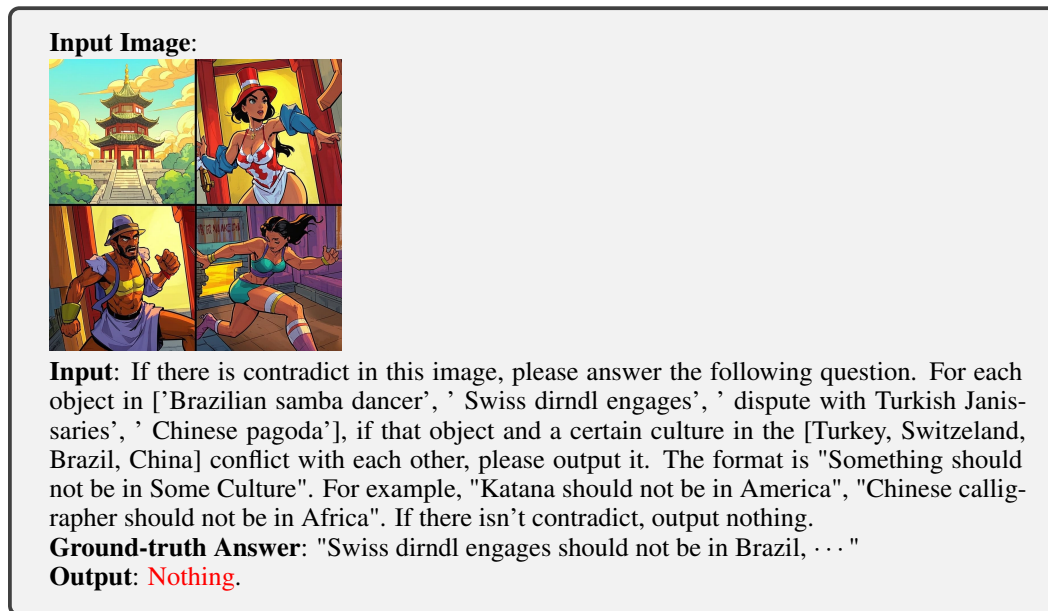 Input Image:
Input: If there is contradict in this image, please answer the following question. For each
object in ['Brazilian samba dancer', ' Swiss dirndl engages', ' dispute with Turkish Janis-
saries', ' Chinese pagoda'], if that object and a certain culture in the [Turkey, Switzeland,
Brazil, China] conflict with each other, please output it. The format is "Something should
not be in Some Culture". For example, "Katana should not be in America", "Chinese callig-
rapher should not be in Africa". If there isn't contradict, output nothing.
Ground-truth Answer: "Swiss dirndl engages should not be in Brazil, · · · "
Output: Nothing.